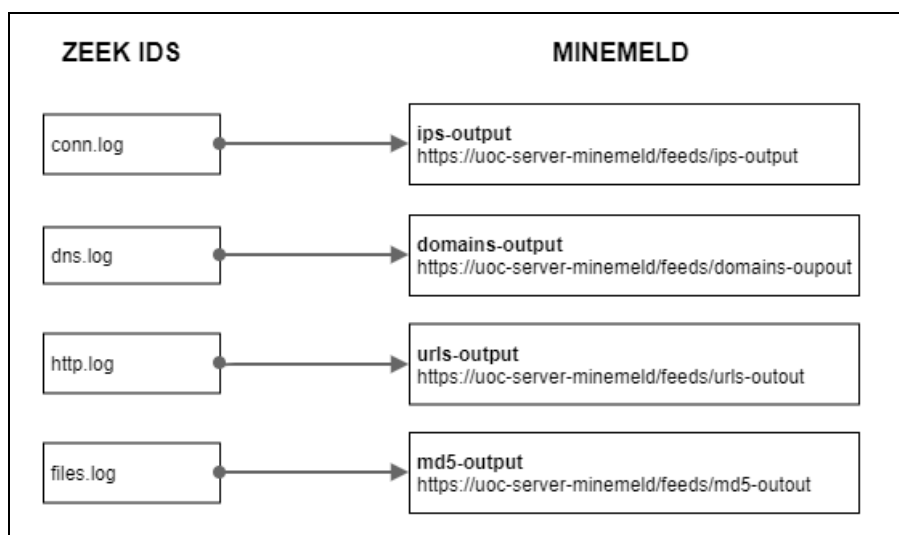 ZEEK IDS MINEMELD
conn.log
ips-output
https://uoc-server-minemeld/feeds/ips-output
dns.log
domains-output
https://uoc-server-minemeld/feeds/domains-oupout
http.log
urls-output
https://uoc-server-minemeld/feeds/urls-outout
files.log
md5-output
https://uoc-server-minemeld/feeds/md5-outout